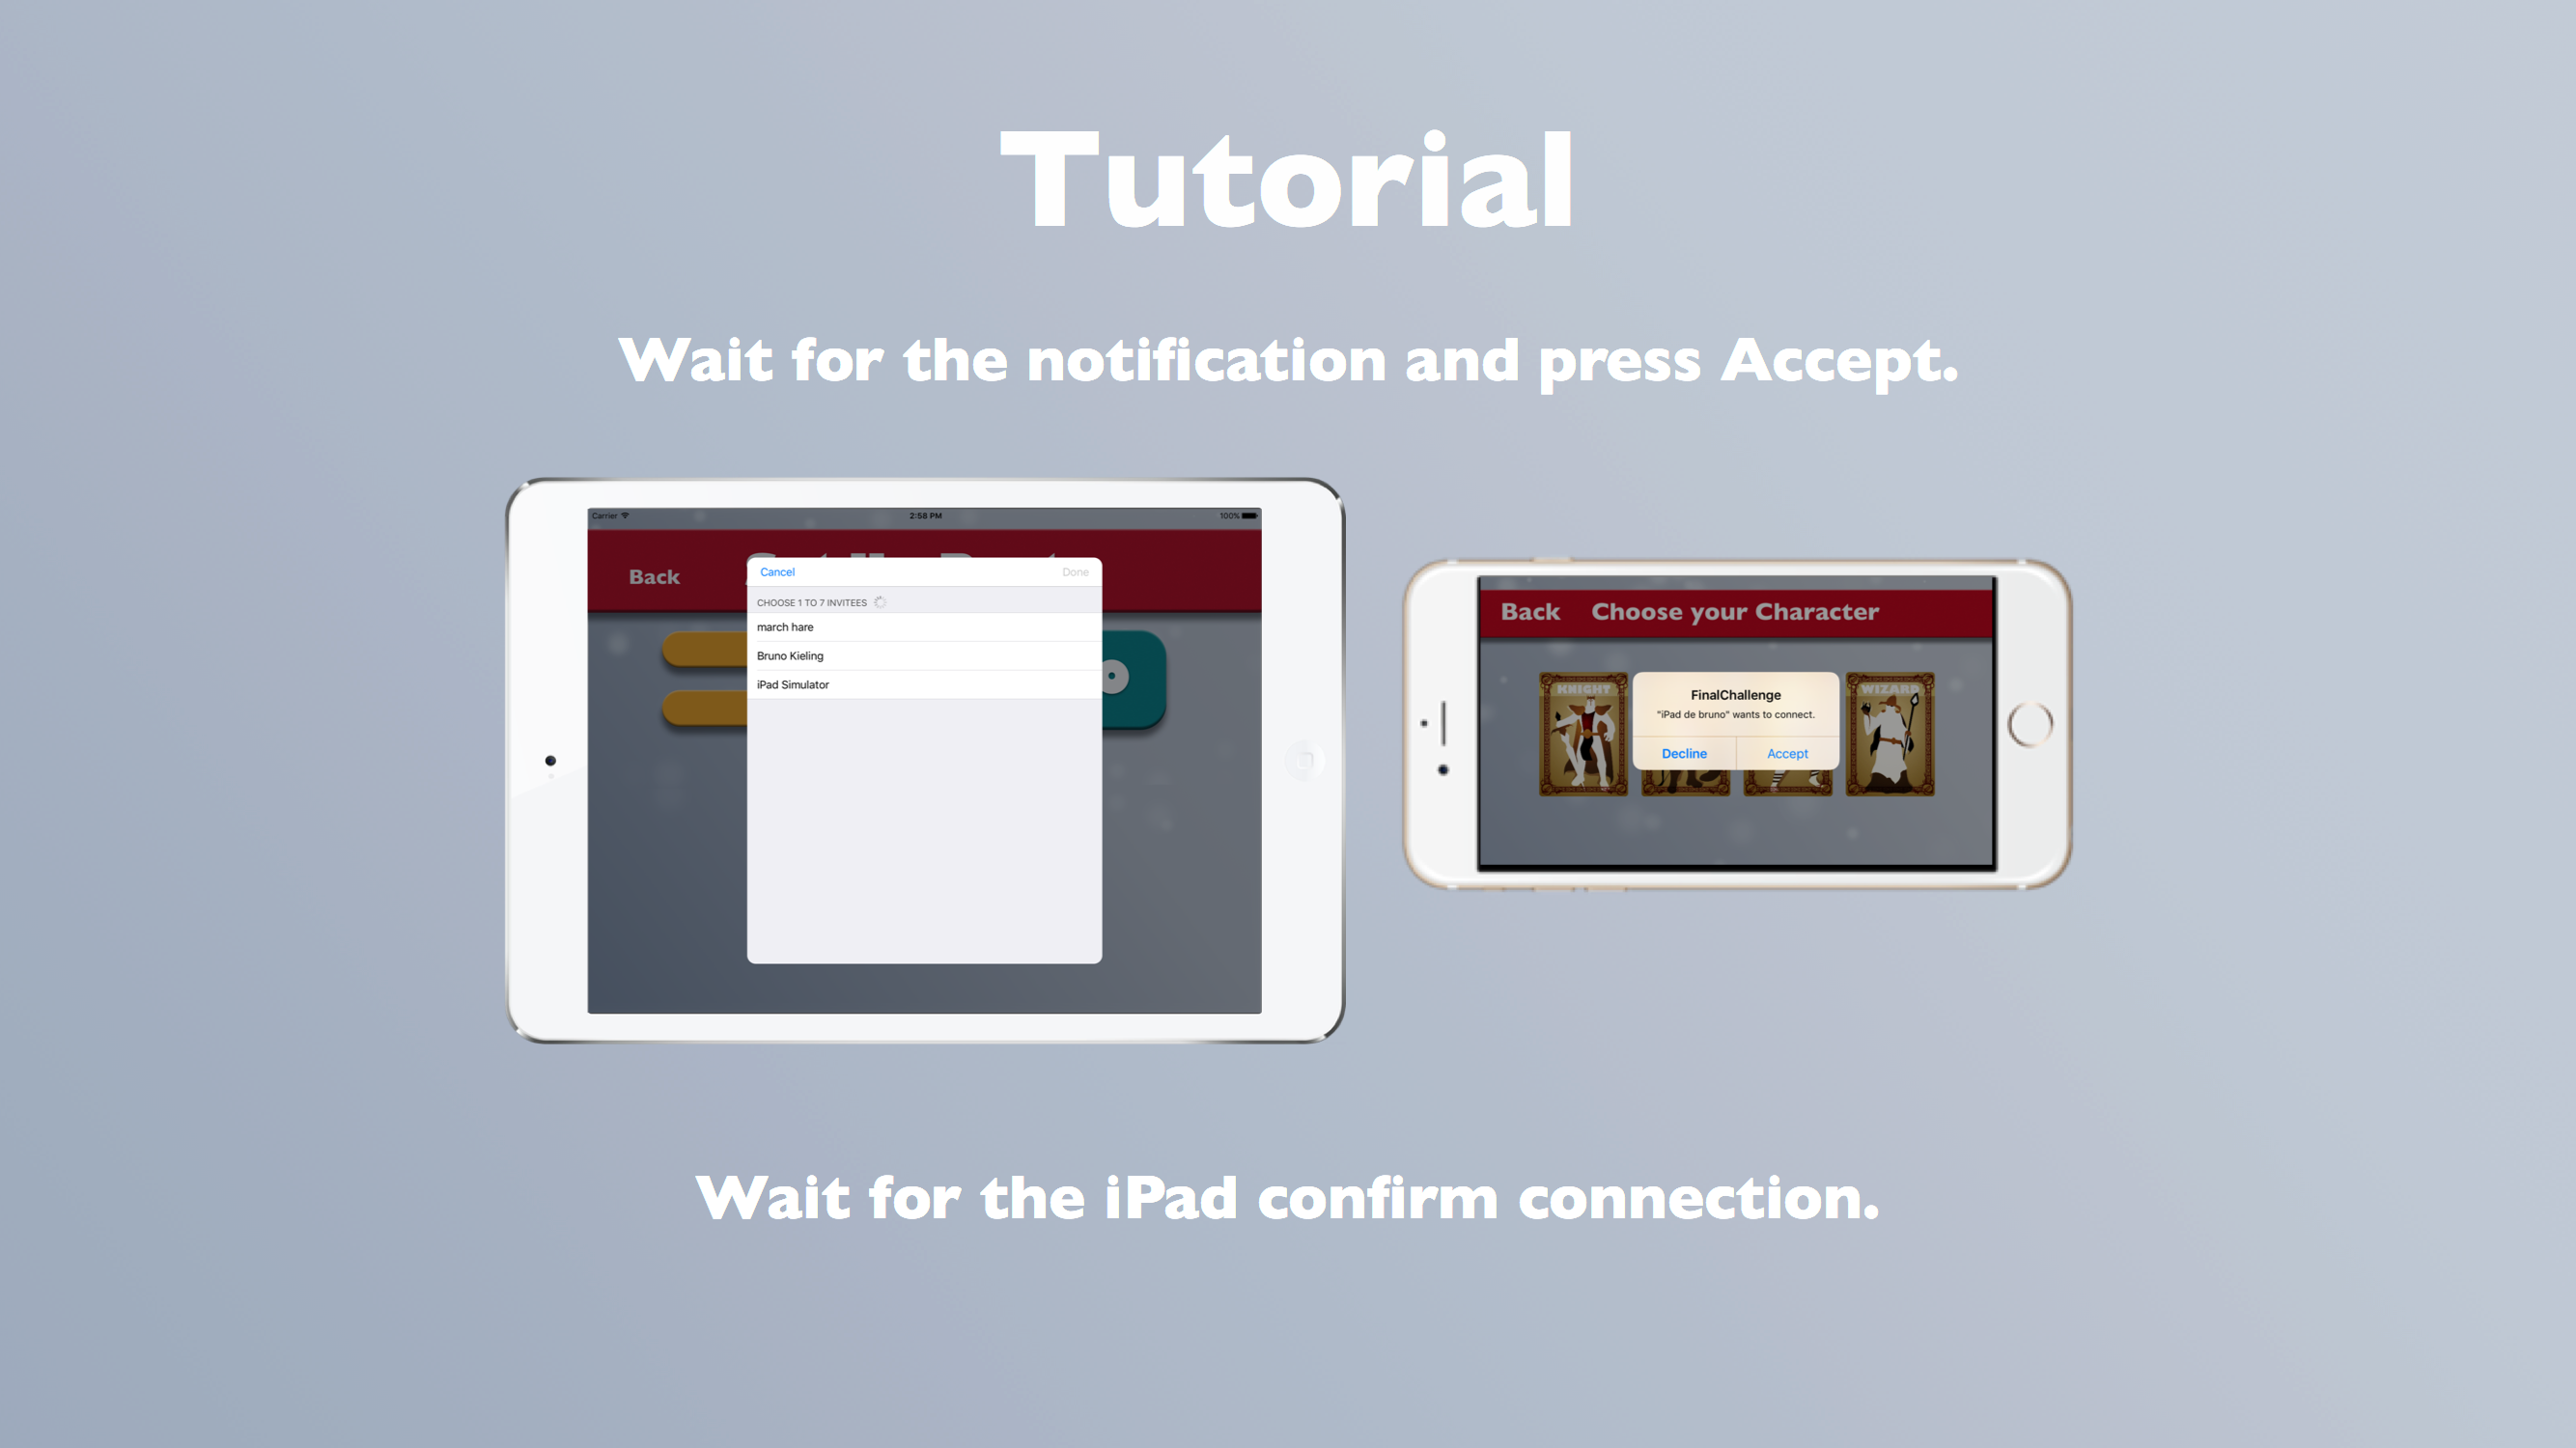 Tutorial
Wait for the notification and press Accept.
Carrier
2:58 PM
100%
Back
Cancel
Done
CHOOSE 1 TO 7 INVITEES
march hare
Bruno Kieling
iPad Simulator
Back
Choose your Character
KNIGHT
WIZARD
FinalChallenge
"iPad de bruno" wants to connect.
Decline
Accept
Wait for the iPad confirm connection.